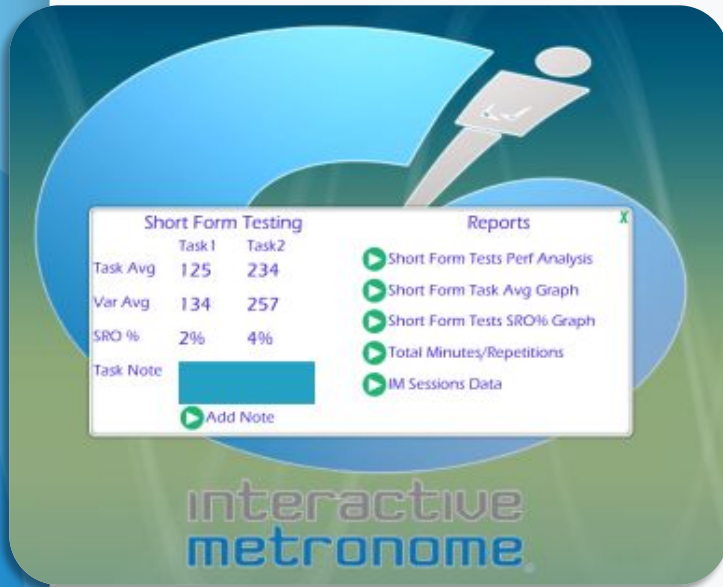 Short Form Testing
Task1 Task2
Task Avg 125 234
Var Avg 134 257
SRO % 2% 4%
Task Note
Add Note
Reports
X
Short Form Tests Perf Analysis
Short Form Task Avg Graph
Short Form Tests SRO% Graph
Total Minutes/Repetitions
IM Sessions Data
interactive
metronome®